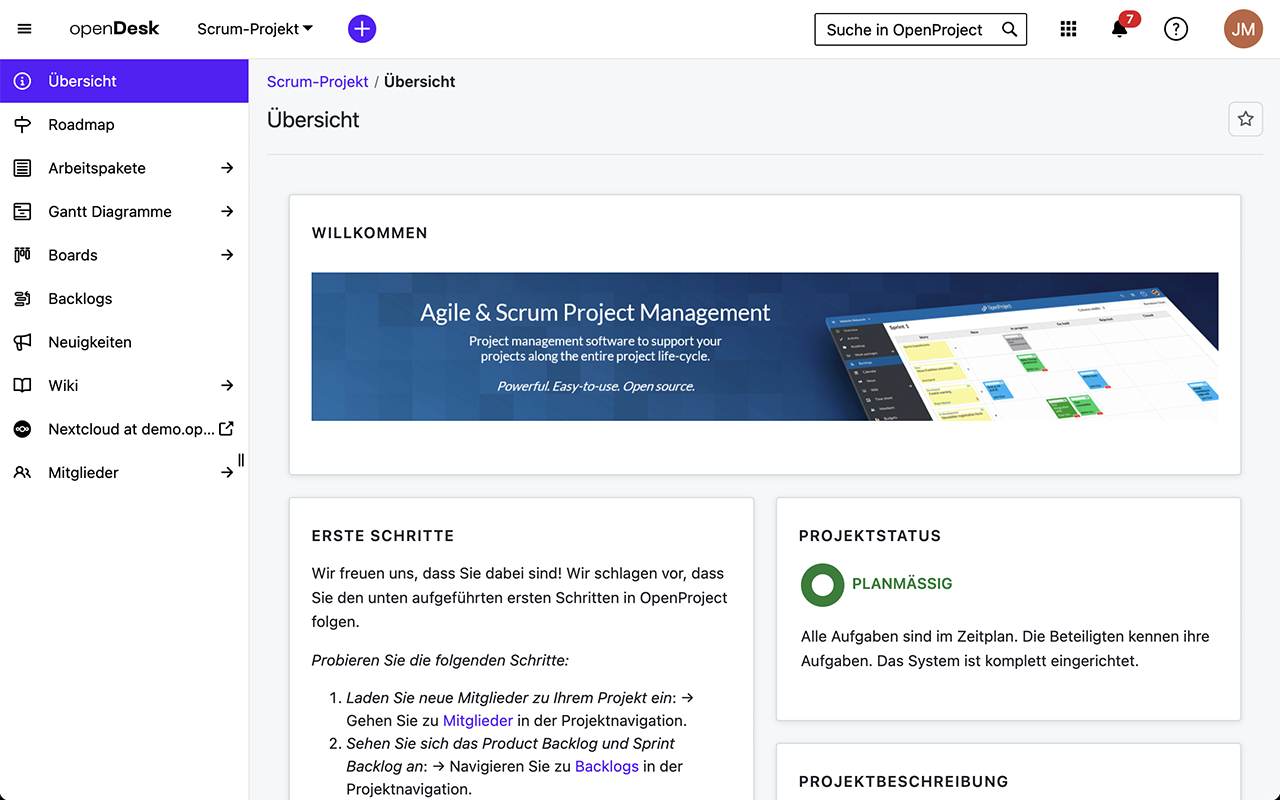 openDesk
Scrum-Projekt
Suche in OpenProject
7
JM
Übersicht
Roadmap
Arbeitspakete
Gantt Diagramme
Boards
Backlogs
Neuigkeiten
Wiki
Nextcloud at demo.op...
Mitglieder
Scrum-Projekt / Übersicht
Übersicht
WILLKOMMEN
Agile & Scrum Project Management
Project management software to support your
projects along the entire project life-cycle.
Powerful. Easy-to-use. Open source.
OpenProject
Sprint 1
ERSTE SCHRITTE
Wir freuen uns, dass Sie dabei sind! Wir schlagen vor, dass
Sie den unten aufgeführten ersten Schritten in OpenProject
folgen.
Probieren Sie die folgenden Schritte:
1. Laden Sie neue Mitglieder zu Ihrem Projekt ein: →
Gehen Sie zu Mitglieder in der Projektnavigation.
2. Sehen Sie sich das Product Backlog und Sprint
Backlog an: → Navigieren Sie zu Backlogs in der
Projektnavigation.
PROJEKTSTATUS
PLANMÄSSIG
Alle Aufgaben sind im Zeitplan. Die Beteiligten kennen ihre
Aufgaben. Das System ist komplett eingerichtet.
PROJEKTBESCHREIBUNG